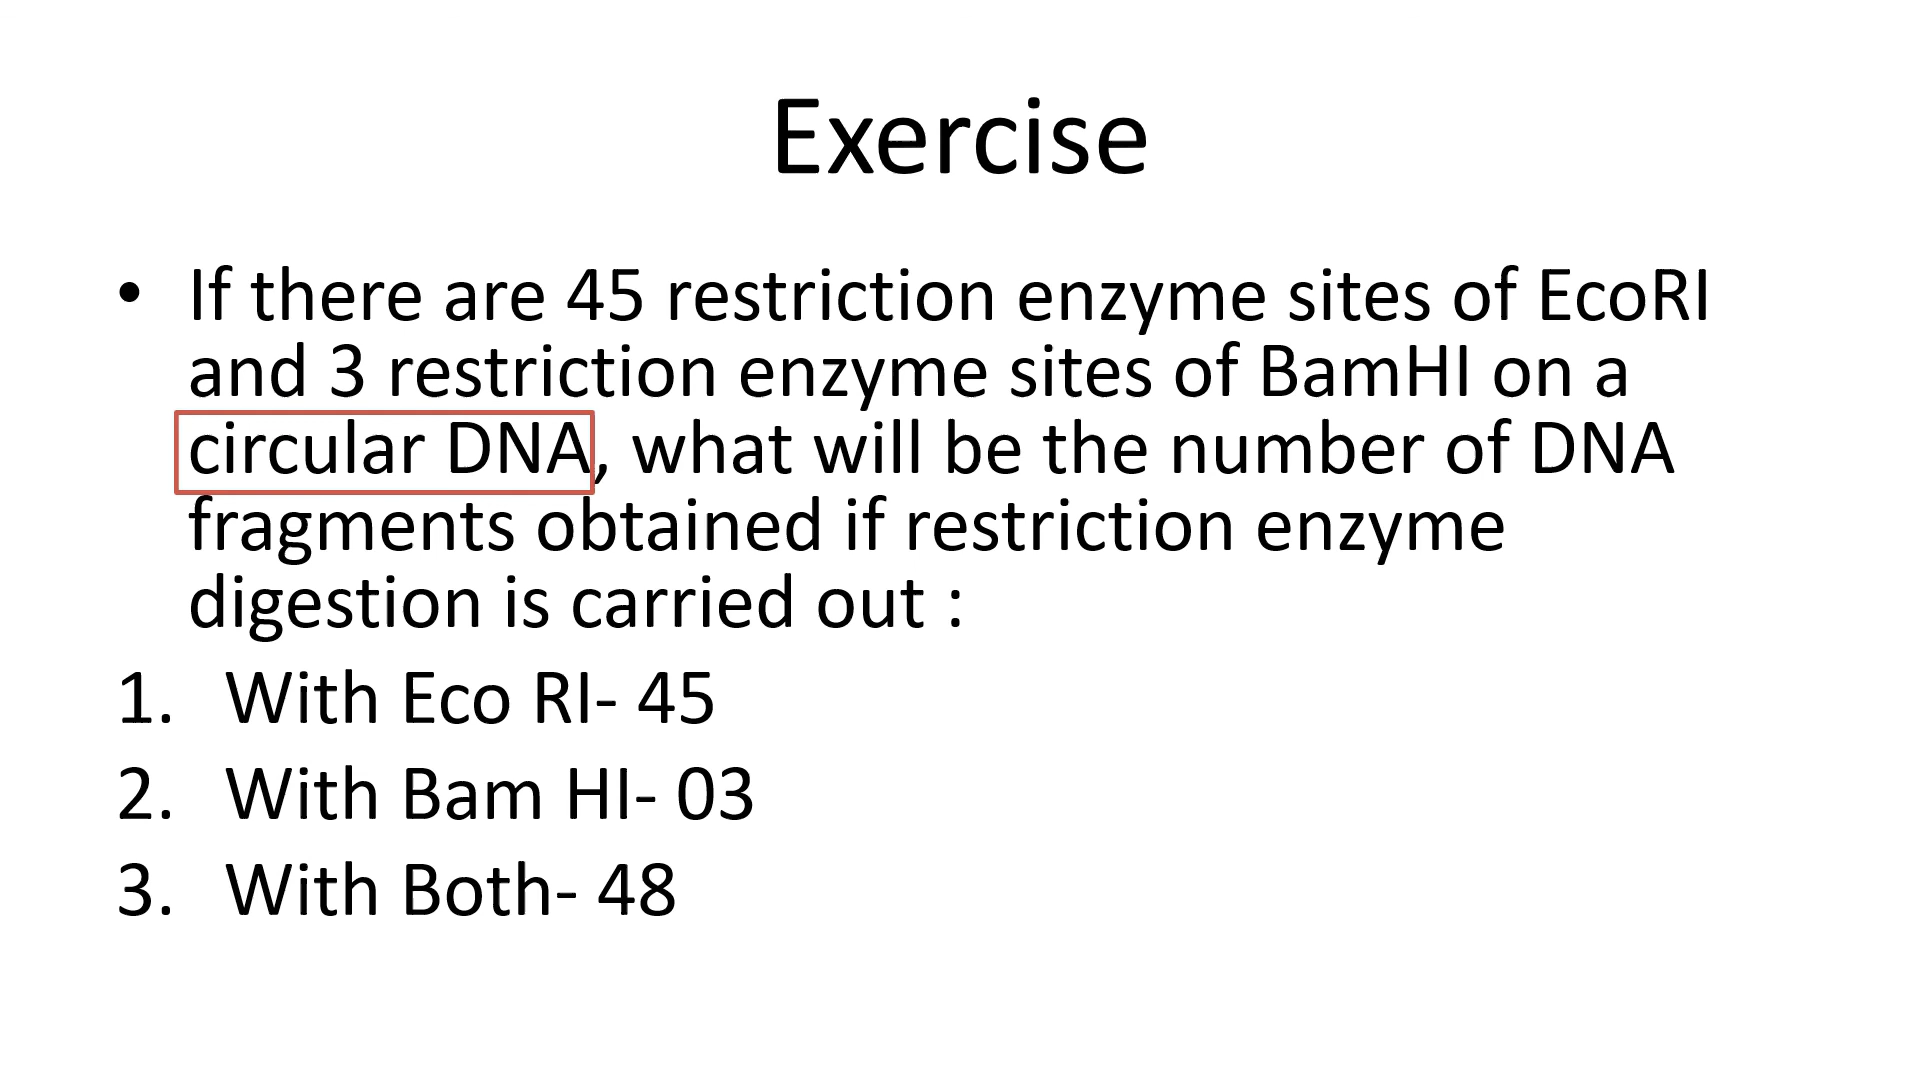 Exercise
• If there are 45 restriction enzyme sites of EcoRI
and 3 restriction enzyme sites of BamHI on a
circular DNA, what will be the number of DNA
fragments obtained if restriction enzyme
digestion is carried out :
1. With Eco RI- 45
2. With Bam HI- 03
3. With Both- 48